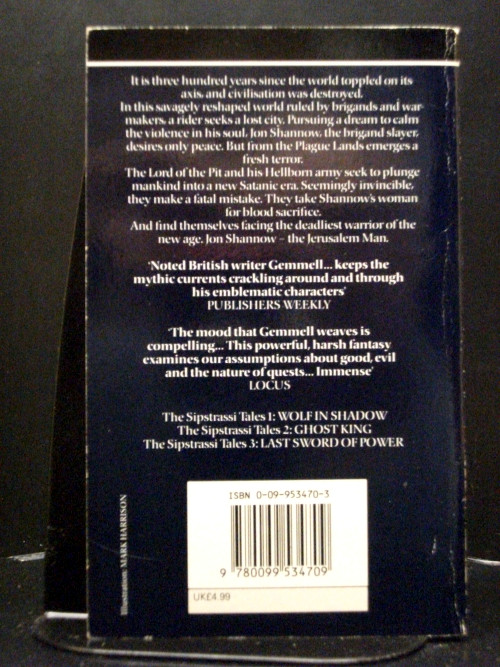 It is three hundred years since the world toppled on its
axis, and civilisation was destroyed.
In this savagely reshaped world ruled by brigands and war-
makers, a rider seeks a lost city. Pursuing a dream to calm
the violence in his soul, Jon Shannow, the brigand slayer,
desires only peace. But from the Plague Lands emerges a
fresh terror.
The Lord of the Pit and his Hellborn army seek to plunge
mankind into a new Satanic era. Seemingly invincible,
they make a fatal mistake. They take Shannow's woman
for blood sacrifice.
And find themselves facing the deadliest warrior of the
new age. Jon Shannow – the Jerusalem Man.
'Noted British writer Gemmell... keeps the
mythic currents crackling around and through
his emblematic characters'
PUBLISHERS WEEKLY
'The mood that Gemmell weaves is
compelling... This powerful, harsh fantasy
examines our assumptions about good, evil
and the nature of quests... Immense'
LOCUS
The Sipstrassi Tales 1: WOLF IN SHADOW
The Sipstrassi Tales 2: GHOST KING
The Sipstrassi Tales 3: LAST SWORD OF POWER
Illustration: MARK HARRISON
ISBN 0-09-953470-3
9 780099 534709
UK£4.99